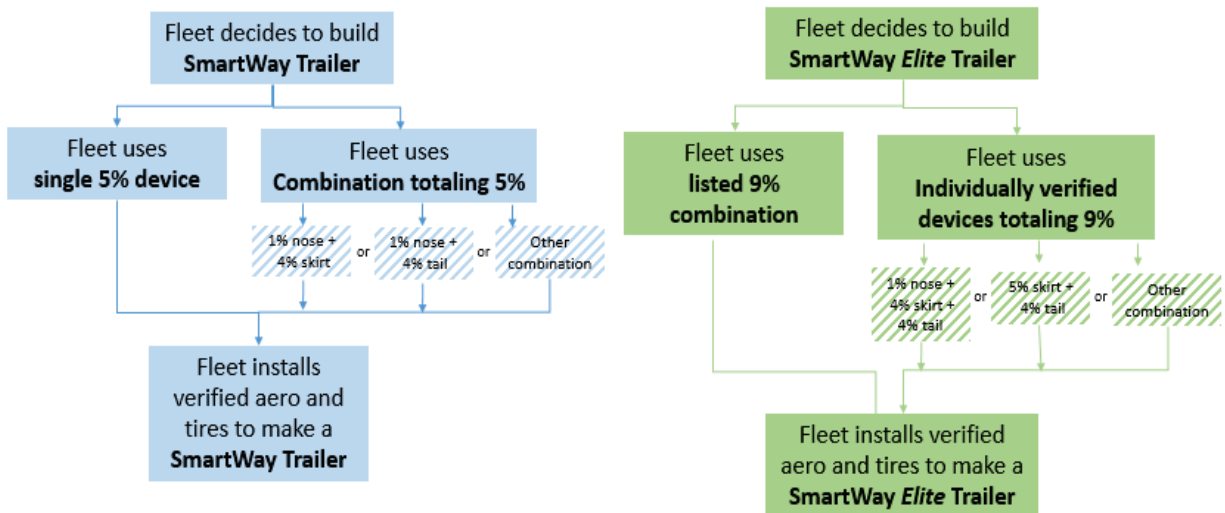 Fleet decides to build
SmartWay Trailer
Fleet uses
single 5% device
Fleet uses
Combination totaling 5%
1% nose +
4% skirt
or
1% nose +
4% tail
or
Other
combination
Fleet installs
verified aero and
tires to make a
SmartWay Trailer
Fleet decides to build
SmartWay Elite Trailer
Fleet uses
listed 9%
combination
Fleet uses
Individually verified
devices totaling 9%
1% nose +
4% skirt +
4% tail
or
5% skirt +
4% tail
or
Other
combination
Fleet installs verified
aero and tires to make a
SmartWay Elite Trailer